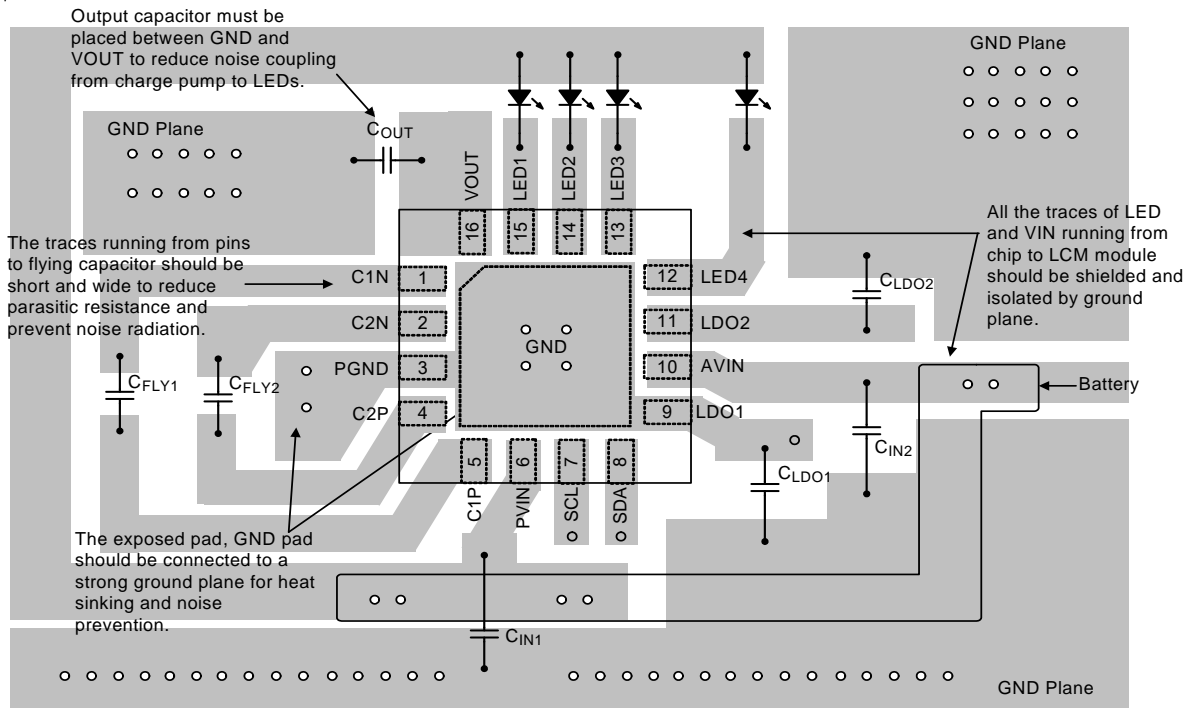 Output capacitor must be
placed between GND and
VOUT to reduce noise coupling
from charge pump to LEDs.
GND Plane
GND Plane
COUT
VOUT
LED1
LED2
LED3
16
15
14
13
All the traces of LED
and VIN running from
chip to LCM module
should be shielded and
isolated by ground
plane.
The traces running from pins
to flying capacitor should be
short and wide to reduce
parasitic resistance and
prevent noise radiation.
C1N
1
12
LED4
CLDO2
C2N
2
11
LDO2
GND
PGND
3
10
AVIN
CFLY1
CFLY2
Battery
C2P
4
9
LDO1
CIN2
5
6
7
8
CLDO1
C1P
PVIN
SCL
SDA
The exposed pad, GND pad
should be connected to a
strong ground plane for heat
sinking and noise
prevention.
CIN1
GND Plane